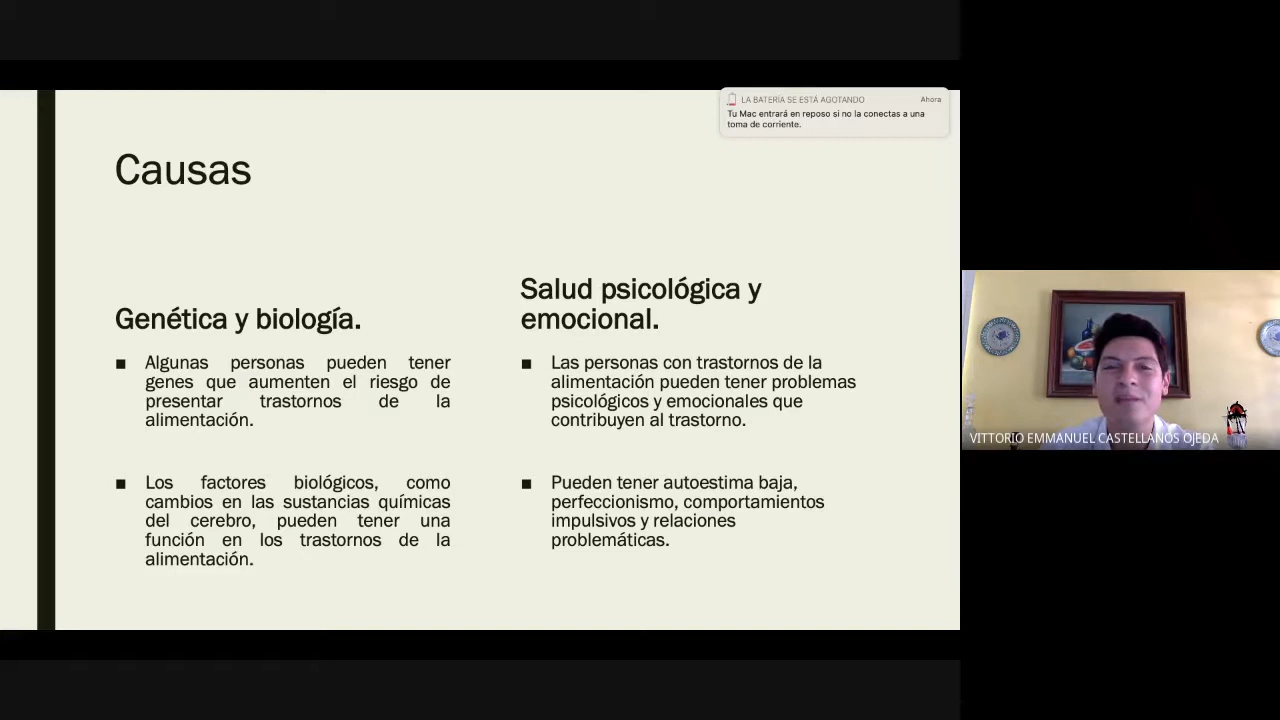 LA BATERÍA SE ESTÁ AGOTANDO
Ahora
Tu Mac entrará en reposo si no la conectas a una
toma de corriente.
Causas
Genética y biología.
■ Algunas personas pueden tener
genes que aumenten el riesgo de
presentar trastornos de la
alimentación.
■ Los factores biológicos, como
cambios en las sustancias químicas
del cerebro, pueden tener una
función en los trastornos de la
alimentación.
Salud psicológica y
emocional.
■ Las personas con trastornos de la
alimentación pueden tener problemas
psicológicos y emocionales que
contribuyen al trastorno.
■ Pueden tener autoestima baja,
perfeccionismo, comportamientos
impulsivos y relaciones
problemáticas.
VITTORIO EMMANUEL CASTELLANOS OJEDA